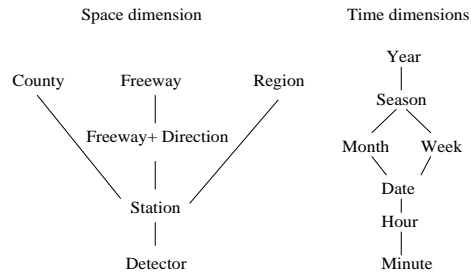 Space dimension
Time dimensions
Year
County Freeway Region
Season
Freeway+ Direction
Month Week
Date
Station
Hour
Detector
Minute